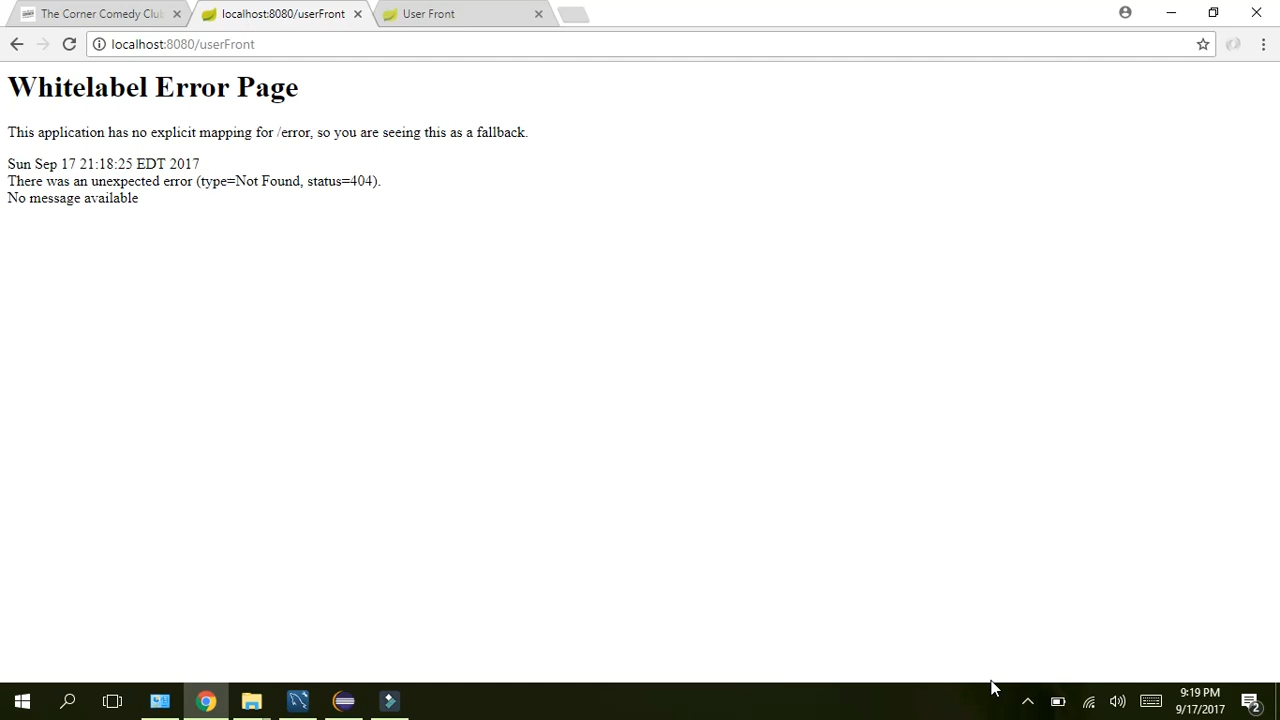 The Corner Comedy Clu
localhost:8080/userFront
User Front
localhost:8080/userFront
Whitelabel Error Page
This application has no explicit mapping for /error, so you are seeing this as a fallback.
Sun Sep 17 21:18:25 EDT 2017
There was an unexpected error (type=Not Found, status=404).
No message available
9:19 PM
9/17/2017
2